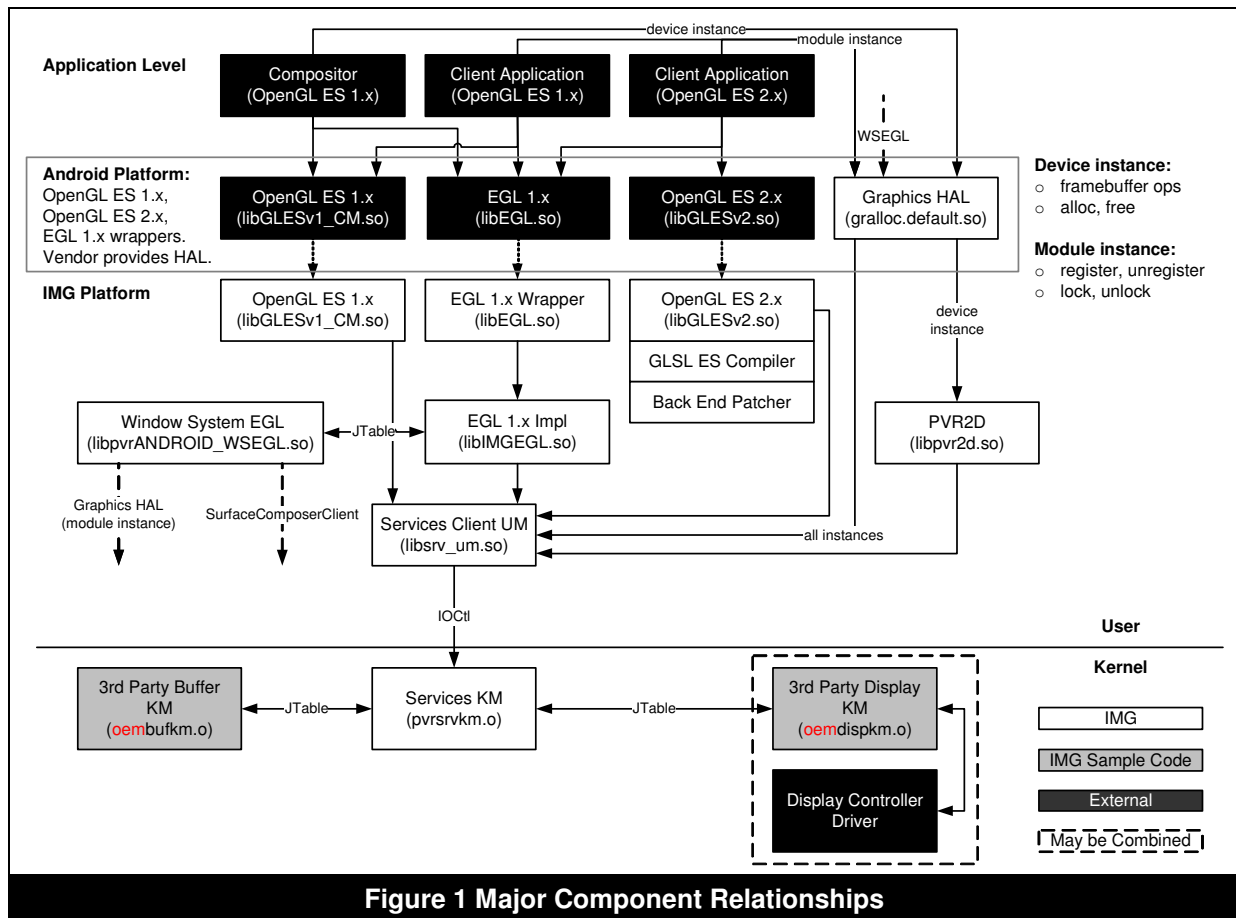 device instance
module instance
Application Level
Compositor
(OpenGL ES 1.x)
Client Application
(OpenGL ES 1.x)
Client Application
(OpenGL ES 2.x)
WSEGL
Android Platform:
OpenGL ES 1.x,
OpenGL ES 2.x,
EGL 1.x wrappers.
Vendor provides HAL.
OpenGL ES 1.x
(libGLESv1_CM.so)
EGL 1.x
(libEGL.so)
OpenGL ES 2.x
(libGLESv2.so)
Graphics HAL
(gralloc.default.so)
Device instance:
○ framebuffer ops
○ alloc, free
Module instance:
○ register, unregister
○ lock, unlock
IMG Platform
OpenGL ES 1.x
(libGLESv1_CM.so)
EGL 1.x Wrapper
(libEGL.so)
OpenGL ES 2.x
(libGLESv2.so)
GLSL ES Compiler
Back End Patcher
device
instance
Window System EGL
(libpvrANDROID_WSEGL.so)
JTable
EGL 1.x Impl
(libIMGEGL.so)
PVR2D
(libpvr2d.so)
Graphics HAL
(module instance)
SurfaceComposerClient
Services Client UM
(libsrv_um.so)
all instances
IOCtl
User
Kernel
3rd Party Buffer
KM
(oembufkm.o)
JTable
Services KM
(pvrsrvkm.o)
JTable
3rd Party Display
KM
(oemdispkm.o)
Display Controller
Driver
IMG
IMG Sample Code
External
May be Combined
Figure 1 Major Component Relationships